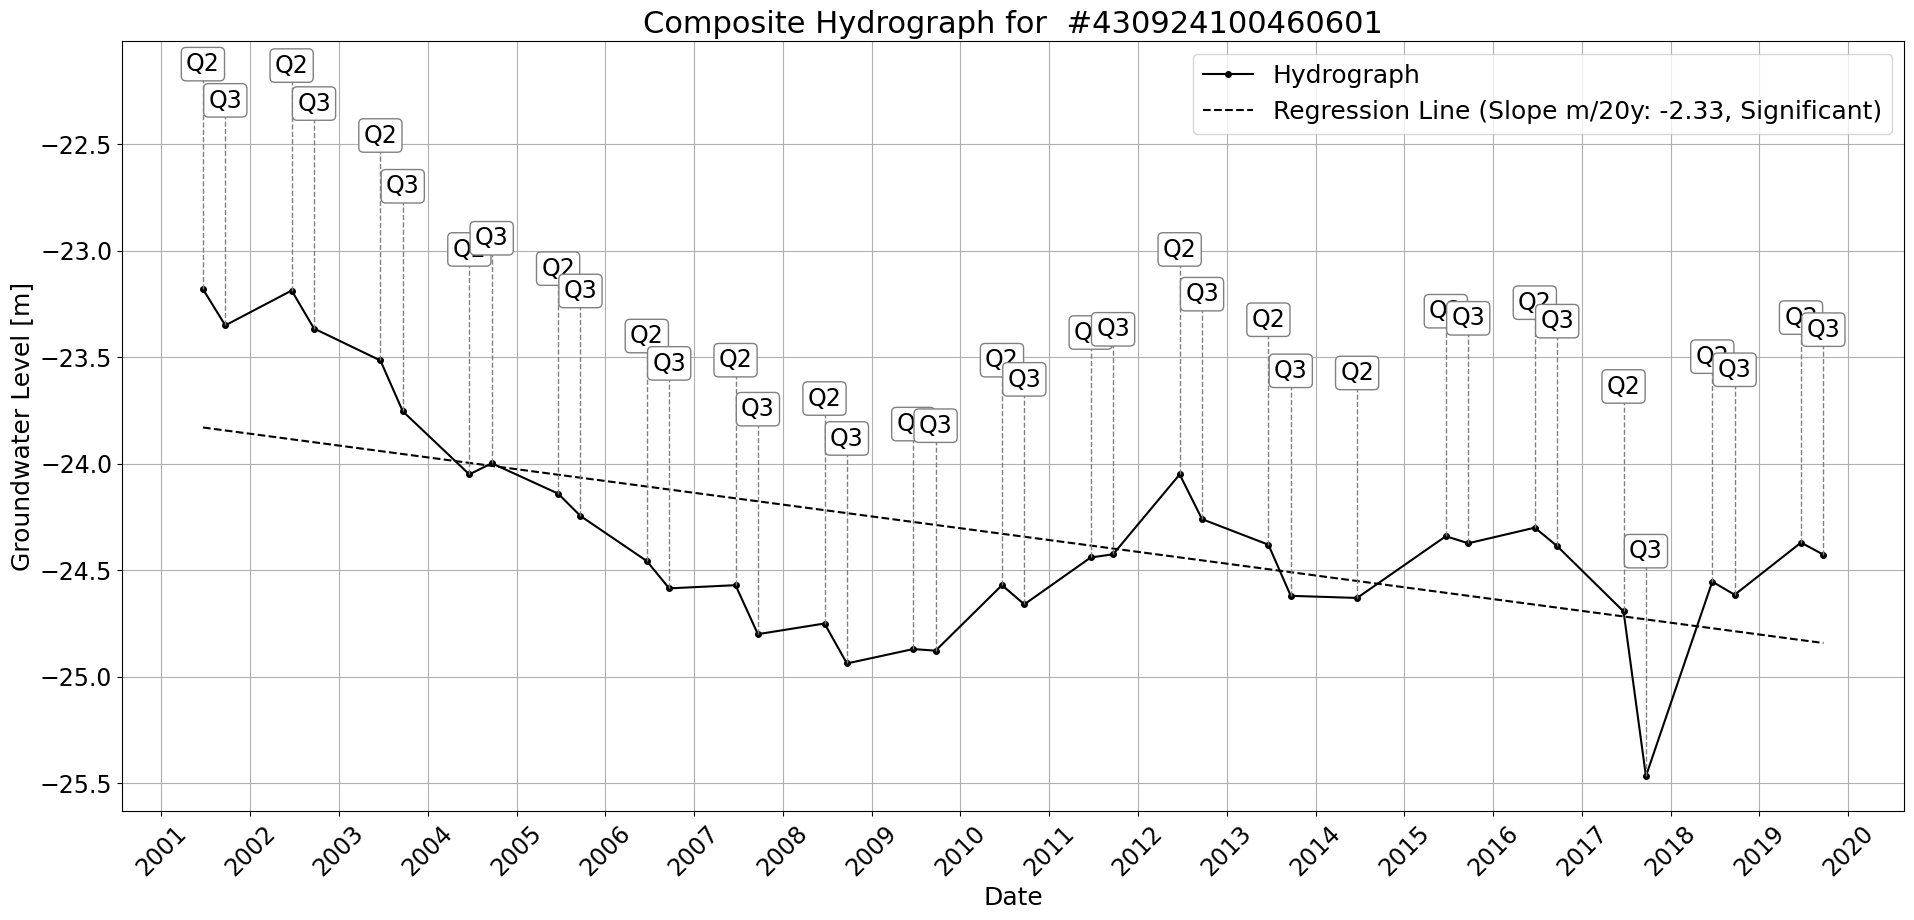 Composite Hydrograph for  #430924100460601
Hydrograph
Regression Line (Slope m/20y: -2.33, Significant)
Groundwater Level [m]
−22.5
−23.0
−23.5
−24.0
−24.5
−25.0
−25.5
Q2
Q3
Q2
Q3
Q2
Q3
Q2
Q3
Q2
Q3
Q2
Q3
Q2
Q3
Q2
Q3
Q3
Q2
Q3
Q3
Q2
Q3
Q2
Q3
Q2
Q3
Q2
Q3
Q2
Q3
Q2
Q3
Q2
Q3
2001
2002
2003
2004
2005
2006
2007
2008
2009
2010
2011
2012
2013
2014
2015
2016
2017
2018
2019
2020
Date